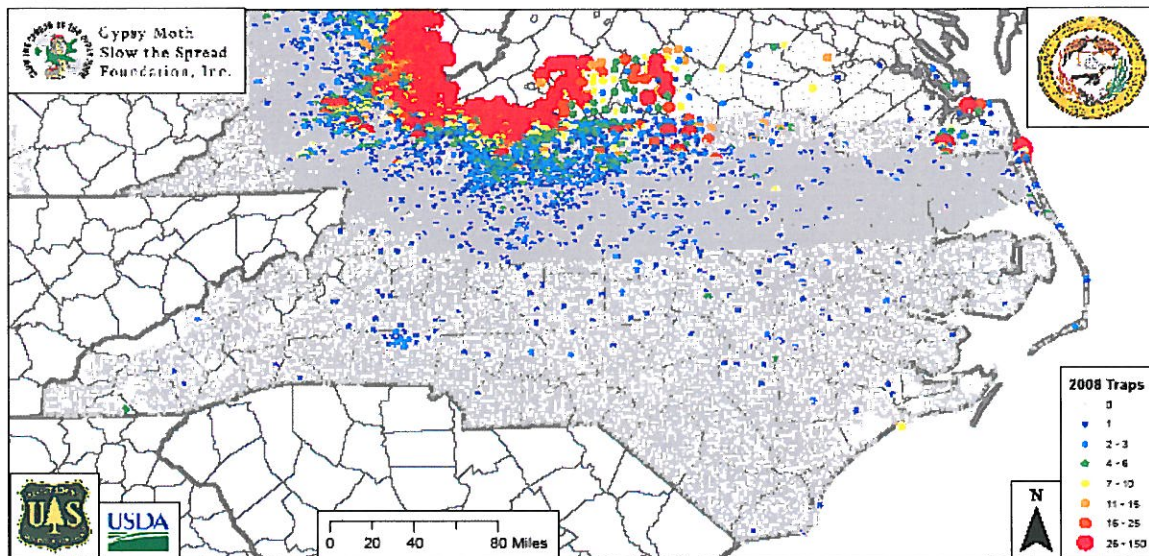 Gypsy Moth
Slow the Spread
Foundation, Inc.
2008 Traps
0
1
2 - 3
4 - 6
7 - 10
11 - 15
16 - 25
26 - 150
N
UAS
USDA
0 20 40 80 Miles